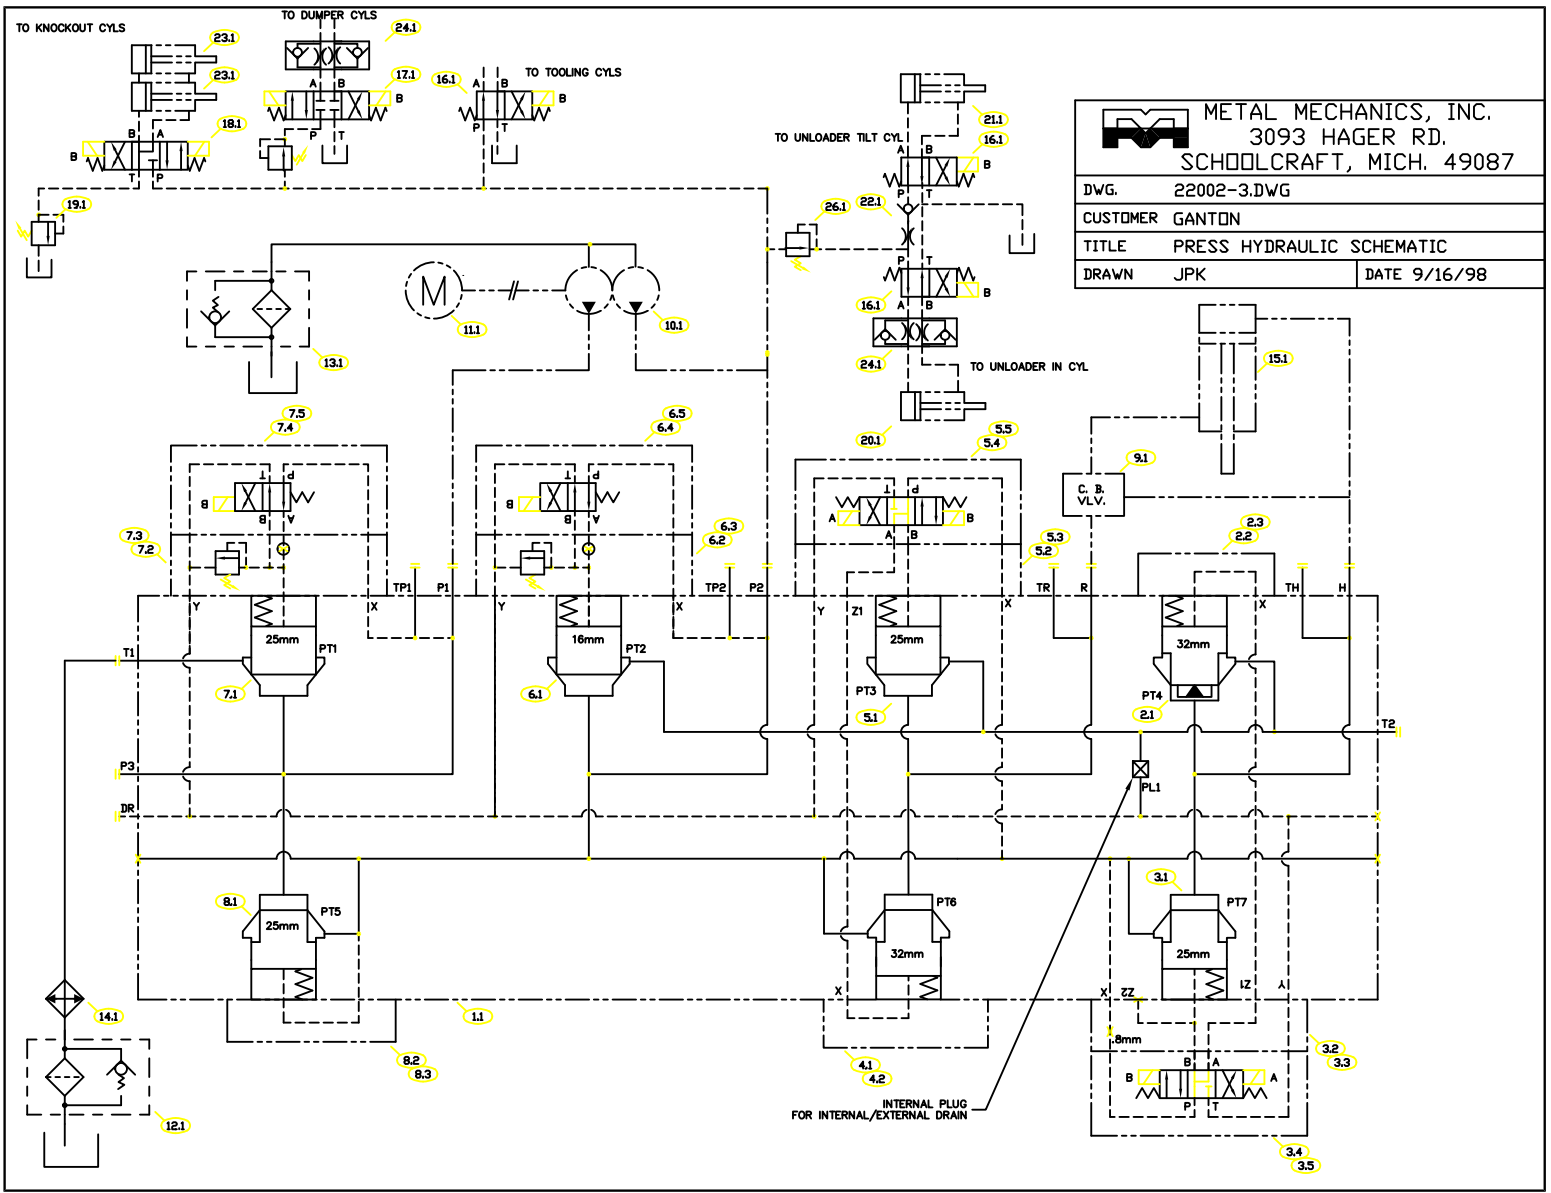 TO KNOCKOUT CYLS
TO DUMPER CYLS
23.1
23.1
24.1
17.1
B
16.1
A
B
B
TO TOOLING CYLS
P
T
A
B
P
T
18.1
B
A
B
T
P
19.1
21.1
TO UNLOADER TILT CYL
16.1
A
B
B
P
T
26.1
22.1
P
T
B
16.1
A
B
24.1
TO UNLOADER IN CYL
20.1
METAL MECHANICS, INC.
3093 HAGER RD.
SCHOOLCRAFT, MICH. 49087
DWG. 22002-3.DWG
CUSTOMER GANTON
TITLE PRESS HYDRAULIC SCHEMATIC
DRAWN JPK
DATE 9/16/98
M
11.1
10.1
13.1
15.1
9.1
C. B.
VLV.
7.5
7.4
T
P
B
B
A
7.3
7.2
6.5
6.4
T
P
B
B
A
6.3
6.2
5.5
5.4
T
P
A
B
A
B
5.3
5.2
2.3
2.2
Y
X
TP1
P1
Y
X
TP2
P2
Y
Z1
X
TR
R
X
TH
H
25mm
PT1
7.1
16mm
PT2
6.1
25mm
PT3
5.1
32mm
PT4
2.1
T1
T2
P3
DR
PL1
8.1
25mm
PT5
PT6
32mm
3.1
PT7
25mm
X
X
Z2
Z1
Y
14.1
1.1
8.2
8.3
4.1
4.2
.8mm
3.2
3.3
B
A
B
A
P
T
12.1
INTERNAL PLUG
FOR INTERNAL/EXTERNAL DRAIN
3.4
3.5